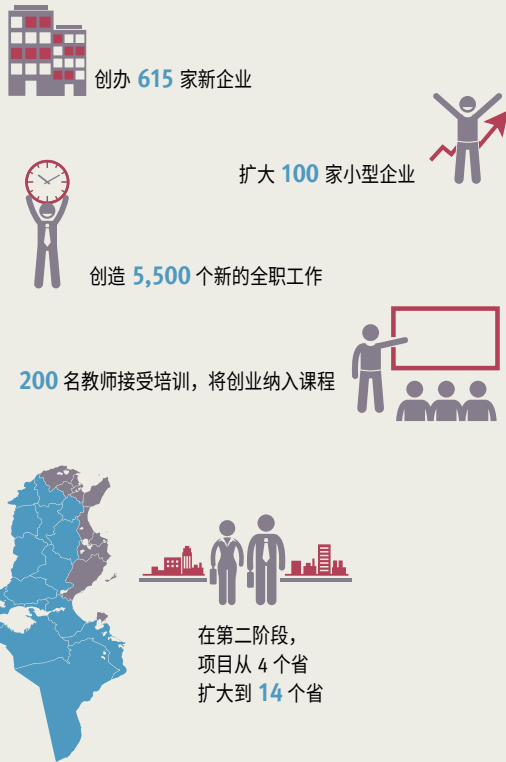 创办 615 家新企业
扩大 100 家小型企业
创造 5,500 个新的全职工作
200 名教师接受培训，将创业纳入课程
在第二阶段，
项目从 4 个省
扩大到 14 个省